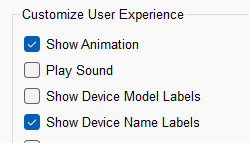 Customize User Experience
Show Animation
Play Sound
Show Device Model Labels
Show Device Name Labels